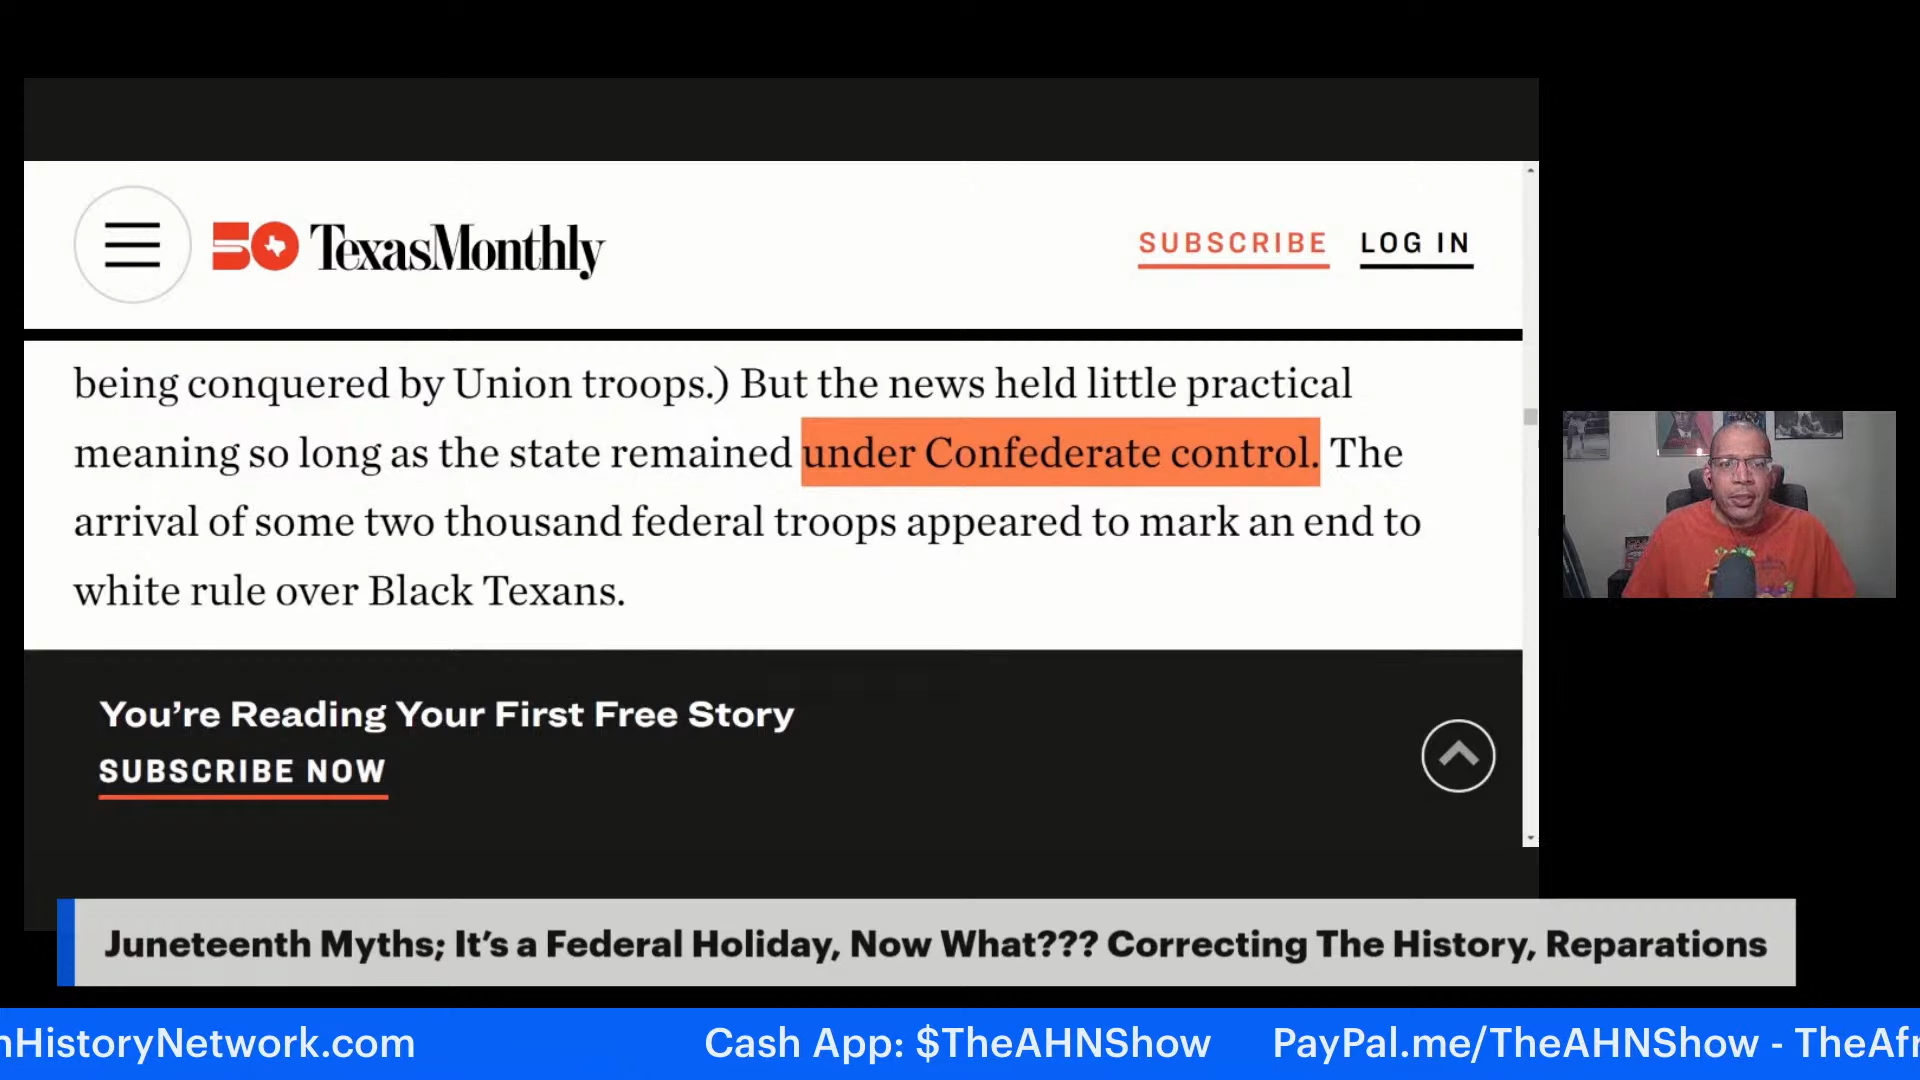 50 TexasMonthly
SUBSCRIBE LOG IN
being conquered by Union troops.) But the news held little practical
meaning so long as the state remained under Confederate control. The
arrival of some two thousand federal troops appeared to mark an end to
white rule over Black Texans.
You're Reading Your First Free Story
SUBSCRIBE NOW
Juneteenth Myths; It's a Federal Holiday, Now What??? Correcting The History, Reparations
nHistoryNetwork.com Cash App: $TheAHNShow PayPal.me/TheAHNShow - TheAfr